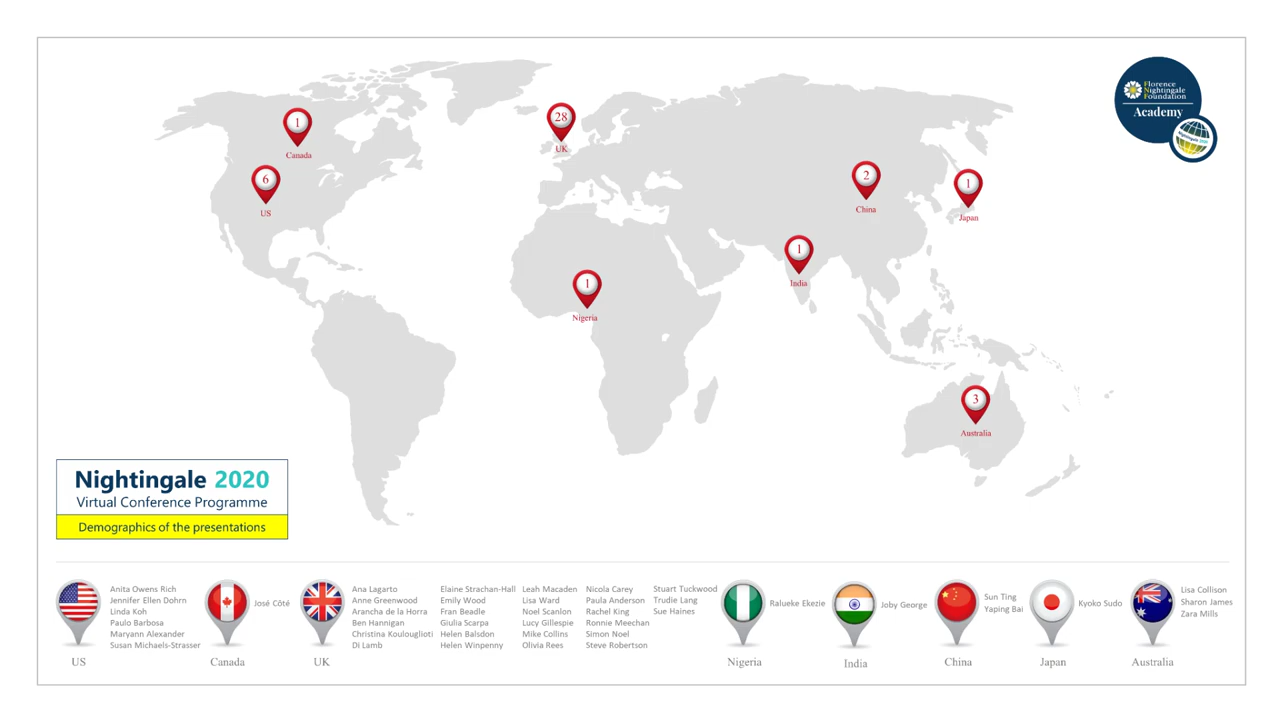 Florence
Nightingale
Foundation
Academy
Nightingale 2020
1
Canada
28
UK
6
US
2
China
1
Japan
1
India
1
Nigeria
3
Australia
Nightingale 2020
Virtual Conference Programme
Demographics of the presentations
Anita Owens Rich
Jennifer Ellen Dohrn
Linda Koh
Paulo Barbosa
Maryann Alexander
Susan Michaels-Strasser
US
José Côté
Canada
Ana Lagarto
Anne Greenwood
Arancha de la Horra
Ben Hannigan
Christina Koulouglioti
Di Lamb
Elaine Strachan-Hall
Emily Wood
Fran Beadle
Giulia Scarpa
Helen Balsdon
Helen Winpenny
Leah Macaden
Lisa Ward
Noel Scanlon
Lucy Gillespie
Mike Collins
Olivia Rees
Nicola Carey
Paula Anderson
Rachel King
Ronnie Meechan
Simon Noel
Steve Robertson
Stuart Tuckwood
Trudie Lang
Sue Haines
UK
Ralueke Ekezie
Nigeria
Joby George
India
Sun Ting
Yaping Bai
China
Kyoko Sudo
Japan
Lisa Collison
Sharon James
Zara Mills
Australia